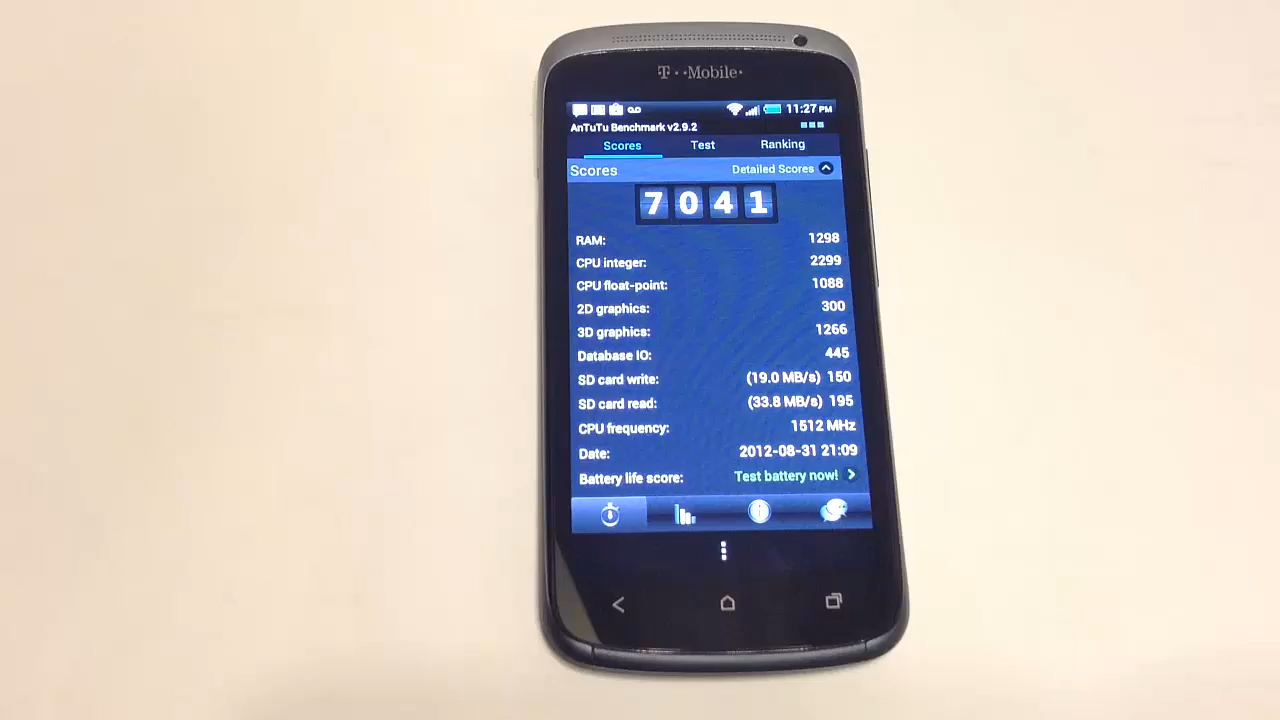 T··Mobile·
11:27 PM
AnTuTu Benchmark v2.9.2
Scores Test Ranking
Scores Detailed Scores
7041
RAM: 1298
CPU integer: 2299
CPU float-point: 1088
2D graphics: 300
3D graphics: 1266
Database IO: 445
SD card write: (19.0 MB/s) 150
SD card read: (33.8 MB/s) 195
CPU frequency: 1512 MHz
Date: 2012-08-31 21:09
Battery life score: Test battery now!